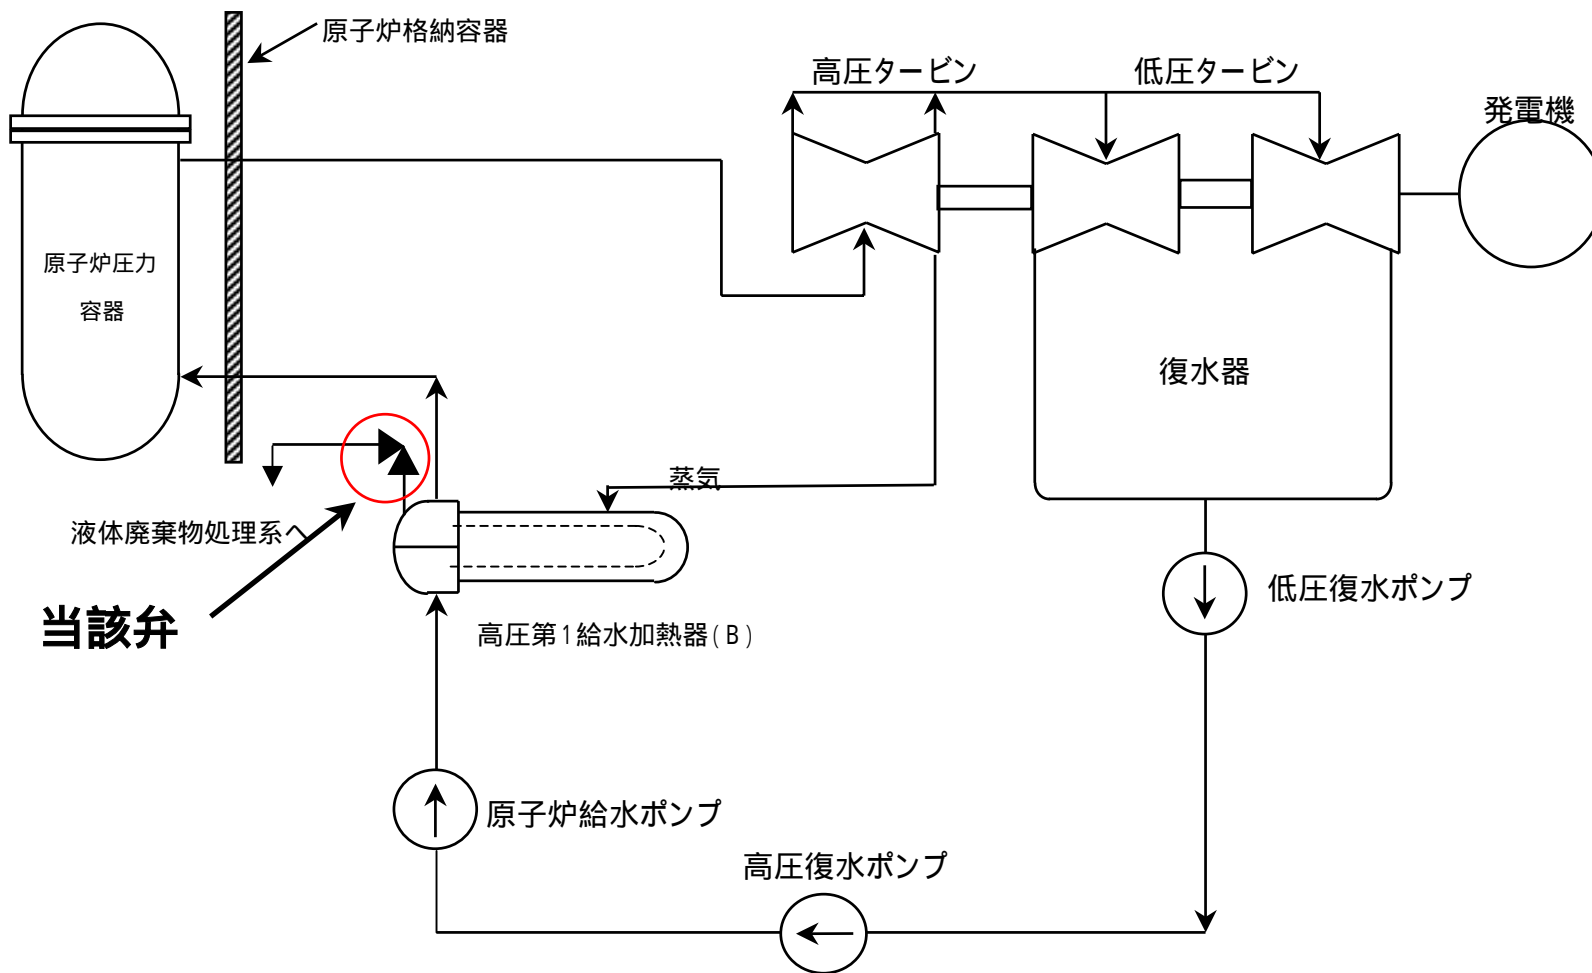 原子炉格納容器
高圧タービン
低圧タービン
発電機
原子炉圧力
容器
復水器
蒸気
液体廃棄物処理系へ
当該弁
高圧第1給水加熱器(B)
低圧復水ポンプ
原子炉給水ポンプ
高圧復水ポンプ